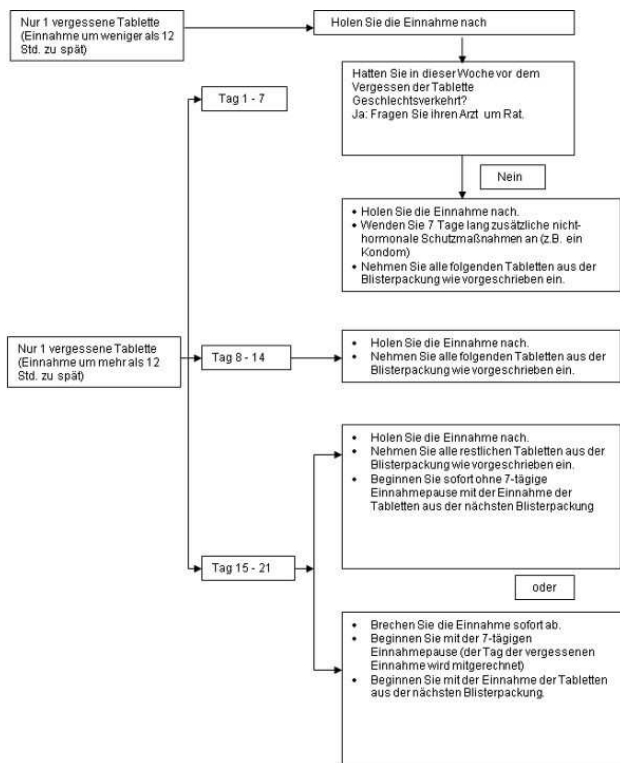 Nur 1 vergessene Tablette
(Einnahme um weniger als 12
Std. zu spät)
Holen Sie die Einnahme nach
Hatten Sie in dieser Woche vor dem
Vergessen der Tablette
Geschlechtsverkehrt?
Ja: Fragen Sie ihren Arzt um Rat.
Tag 1 - 7
Nein
• Holen Sie die Einnahme nach.
• Wenden Sie 7 Tage lang zusätzliche nicht-
hormonale Schutzmaßnahmen an (z.B. ein
Kondom)
• Nehmen Sie alle folgenden Tabletten aus der
Blisterpackung wie vorgeschrieben ein.
Nur 1 vergessene Tablette
(Einnahme um mehr als 12
Std. zu spät)
Tag 8 - 14
• Holen Sie die Einnahme nach.
• Nehmen Sie alle folgenden Tabletten aus der
Blisterpackung wie vorgeschrieben ein.
• Holen Sie die Einnahme nach.
• Nehmen Sie alle restlichen Tabletten aus der
Blisterpackung wie vorgeschrieben ein.
• Beginnen Sie sofort ohne 7-tägige
Einnahmepause mit der Einnahme der
Tabletten aus der nächsten Blisterpackung
Tag 15 - 21
oder
• Brechen Sie die Einnahme sofort ab.
• Beginnen Sie mit der 7-tägigen
Einnahmepause (der Tag der vergessenen
Einnahme wird mitgerechnet)
• Beginnen Sie mit der Einnahme der Tabletten
aus der nächsten Blisterpackung.